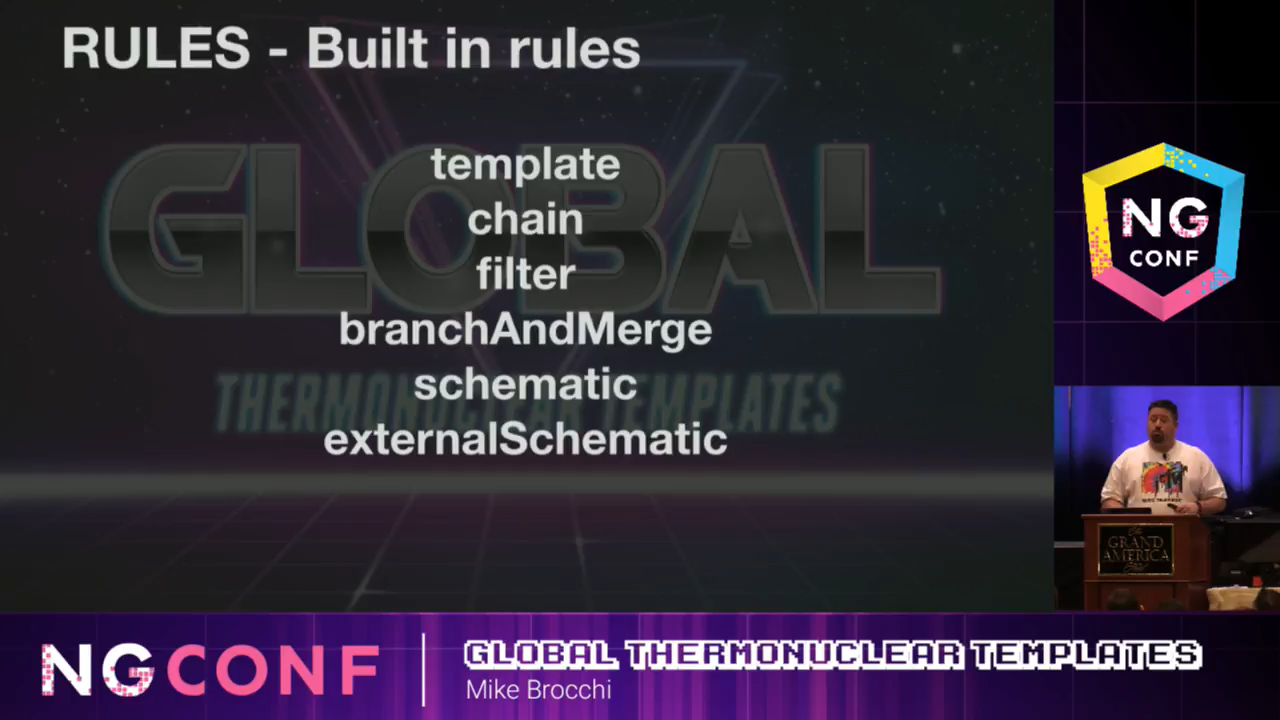 RULES - Built in rules
GLOBAL
THERMONUCLEAR TEMPLATES
template
chain
filter
branchAndMerge
schematic
externalSchematic
NG
CONF
GRAND
AMERICA
NGCONF
GLOBAL THERMONUCLEAR TEMPLATES
Mike Brocchi